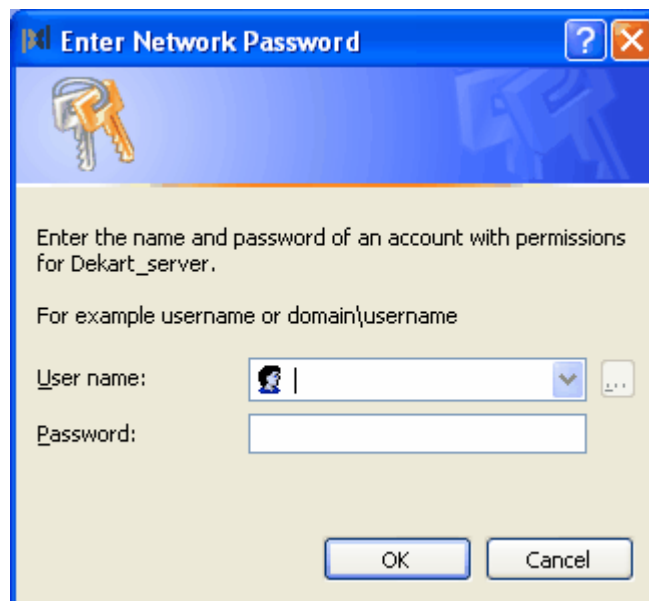 Enter Network Password
Enter the name and password of an account with permissions
for Dekart_server.
For example username or domain\username
User name:
...
Password:
OK Cancel